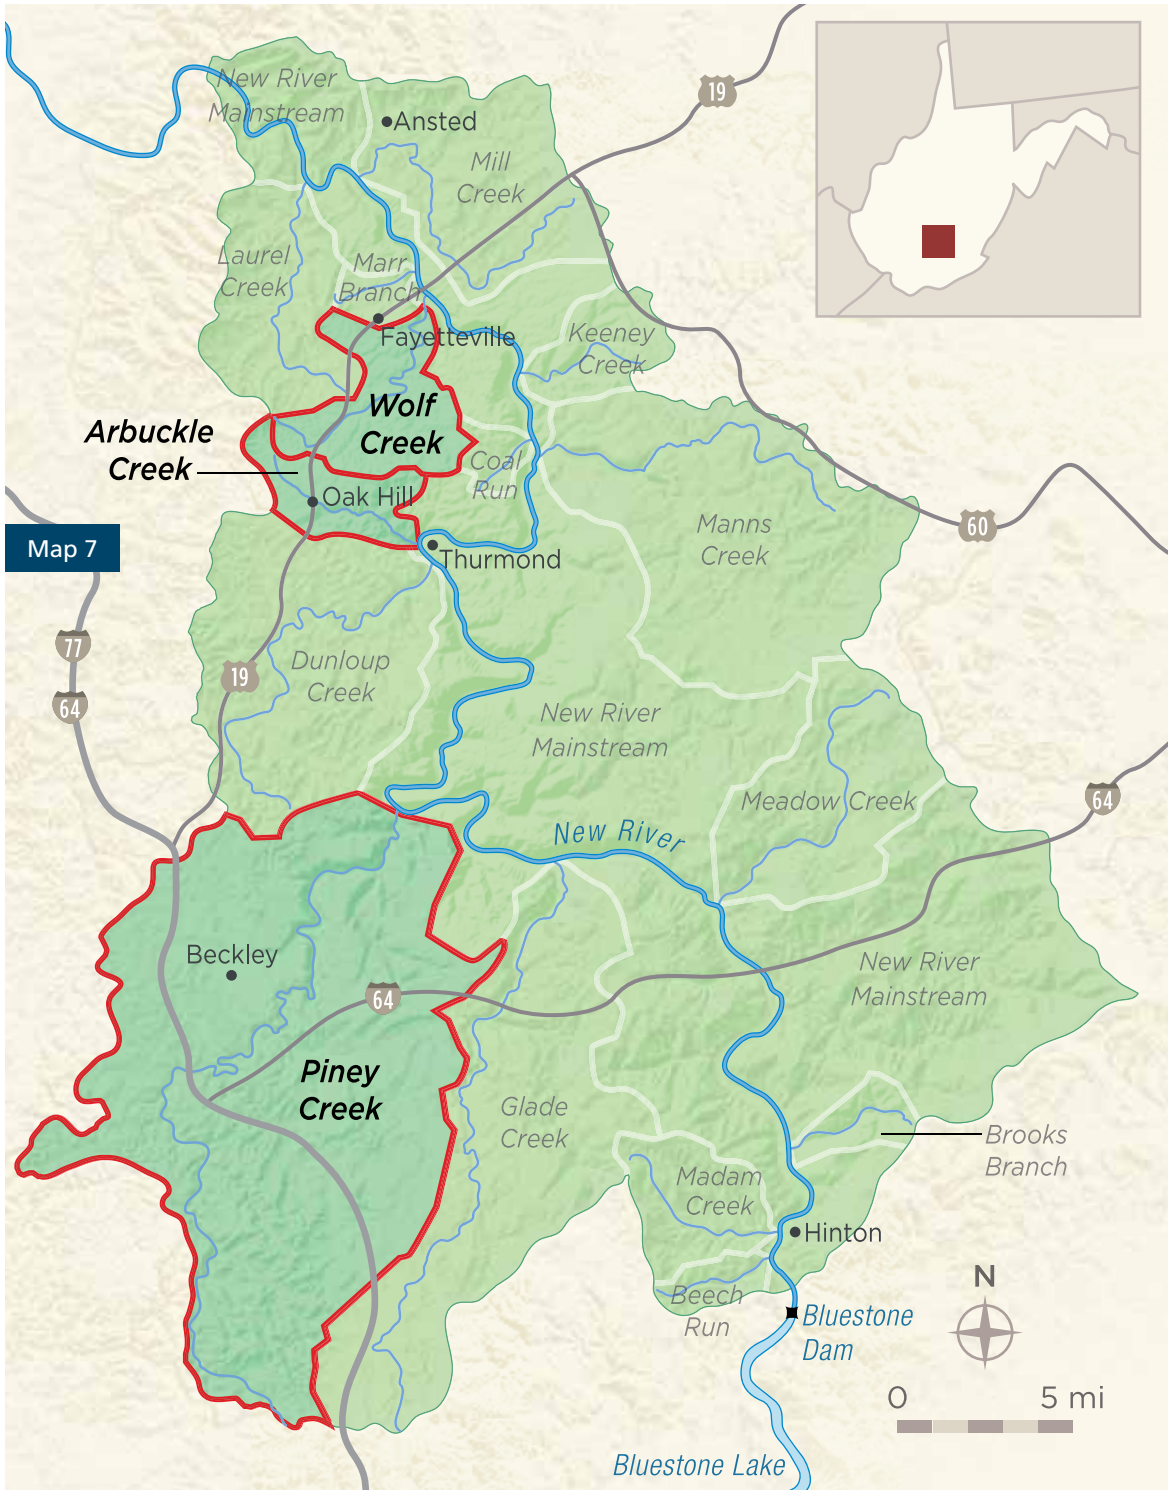 New River
Mainstream
Ansted
19
Mill
Creek
Laurel
Creek
Marr
Branch
Fayetteville
Keeney
Creek
Wolf
Creek
Arbuckle
Creek
Coal
Run
Oak Hill
Manns
Creek
60
Map 7
Thurmond
77
64
19
Dunloup
Creek
New River
Mainstream
Meadow Creek
64
New River
Beckley
64
New River
Mainstream
Piney
Creek
Glade
Creek
Brooks
Branch
Madam
Creek
Hinton
Beech
Run
Bluestone
Dam
N
0 5 mi
Bluestone Lake